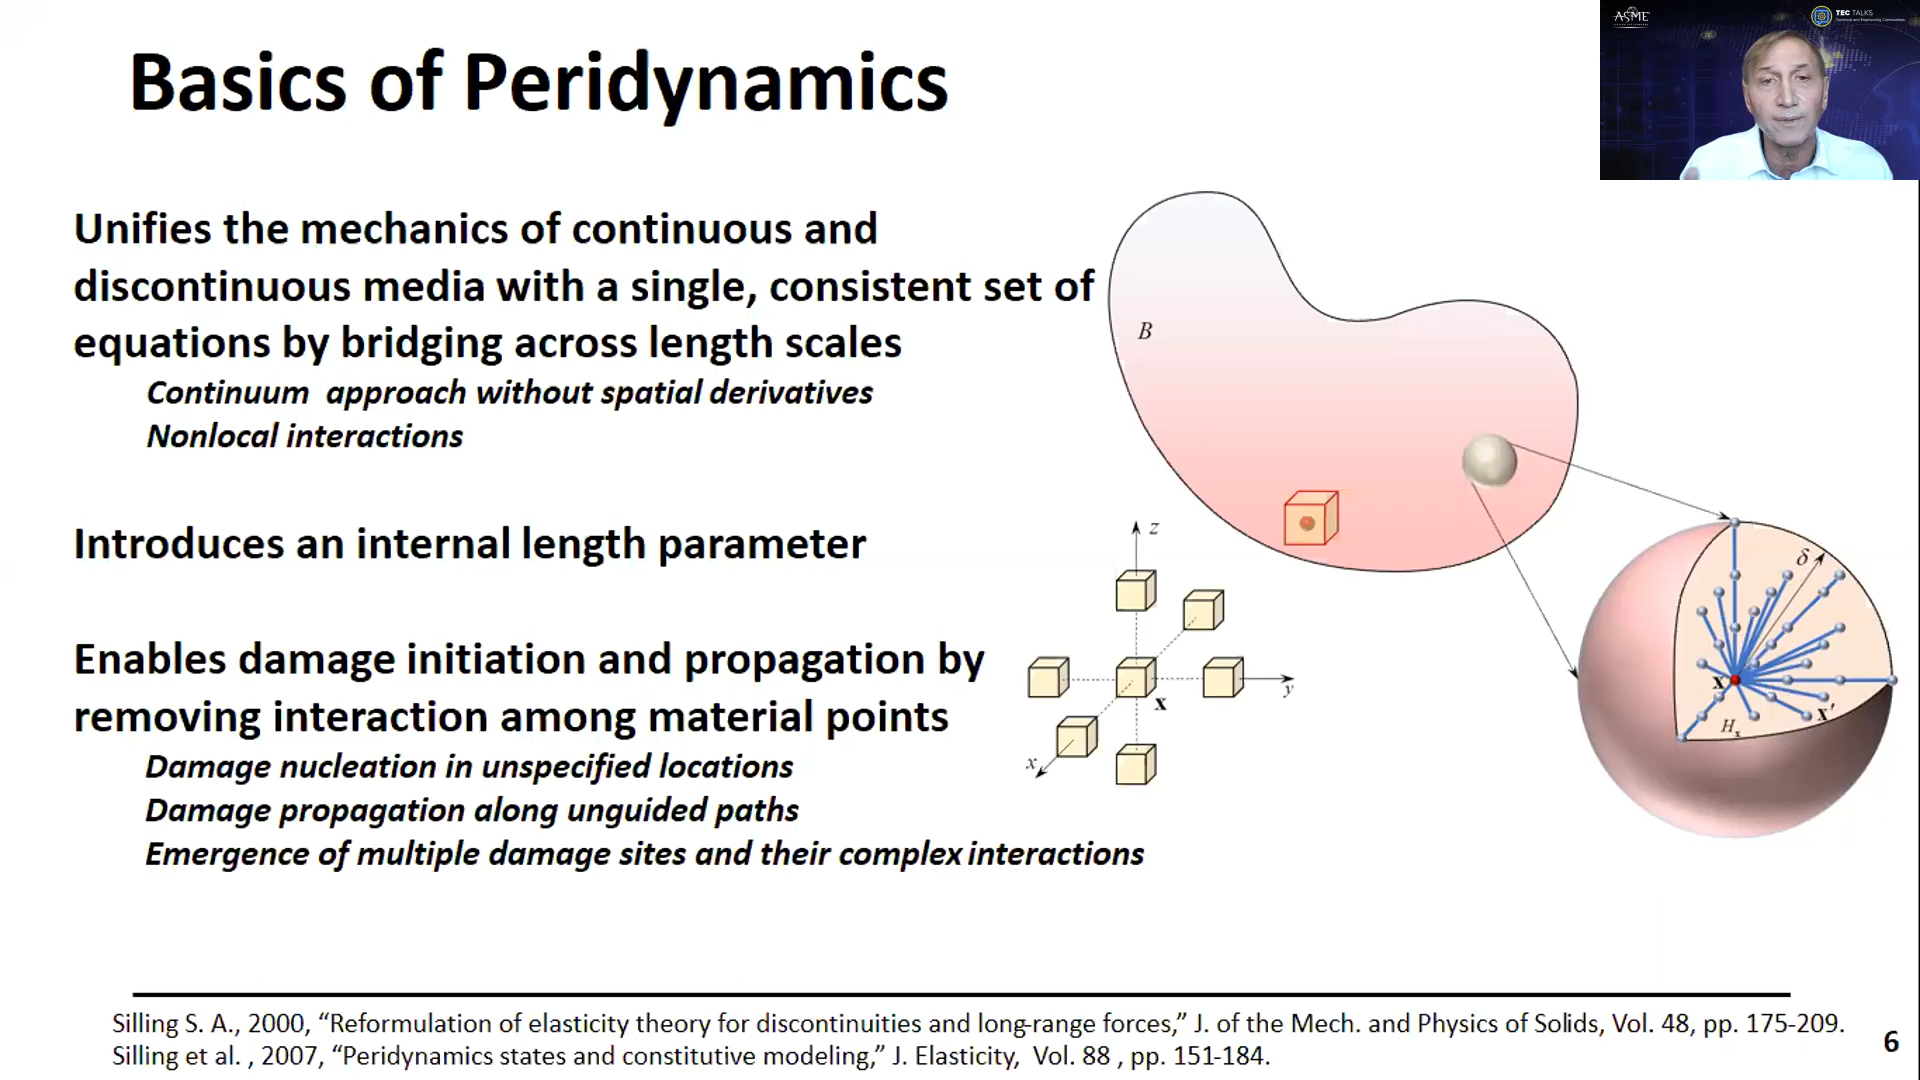 Basics of Peridynamics
ASME
TEC TALKS
Unifies the mechanics of continuous and
discontinuous media with a single, consistent set of
equations by bridging across length scales
Continuum approach without spatial derivatives
Nonlocal interactions
Introduces an internal length parameter
Enables damage initiation and propagation by
removing interaction among material points
Damage nucleation in unspecified locations
Damage propagation along unguided paths
Emergence of multiple damage sites and their complex interactions
B
z
y
x
x
δ
x
x′
Hx
Silling S. A., 2000, “Reformulation of elasticity theory for discontinuities and long-range forces,” J. of the Mech. and Physics of Solids, Vol. 48, pp. 175-209.
Silling et al. , 2007, “Peridynamics states and constitutive modeling,” J. Elasticity, Vol. 88 , pp. 151-184.
6